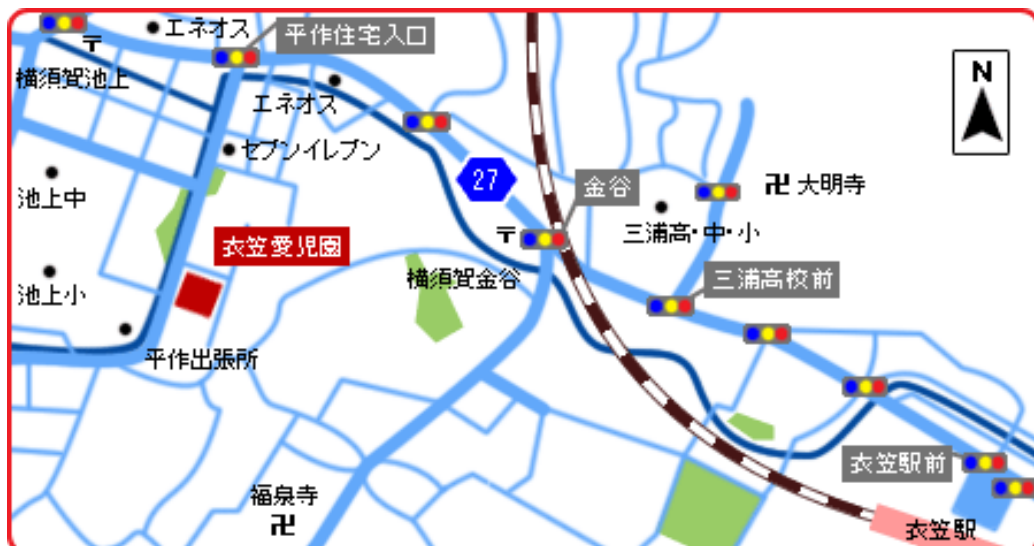 エネオス
平作住宅入口
〒
横須賀池上
エネオス
N
セブンイレブン
27
池上中
金谷
卍 大明寺
三浦高・中・小
〒
衣笠愛児園
横須賀金谷
三浦高校前
池上小
平作出張所
衣笠駅前
福泉寺
卍
衣笠駅